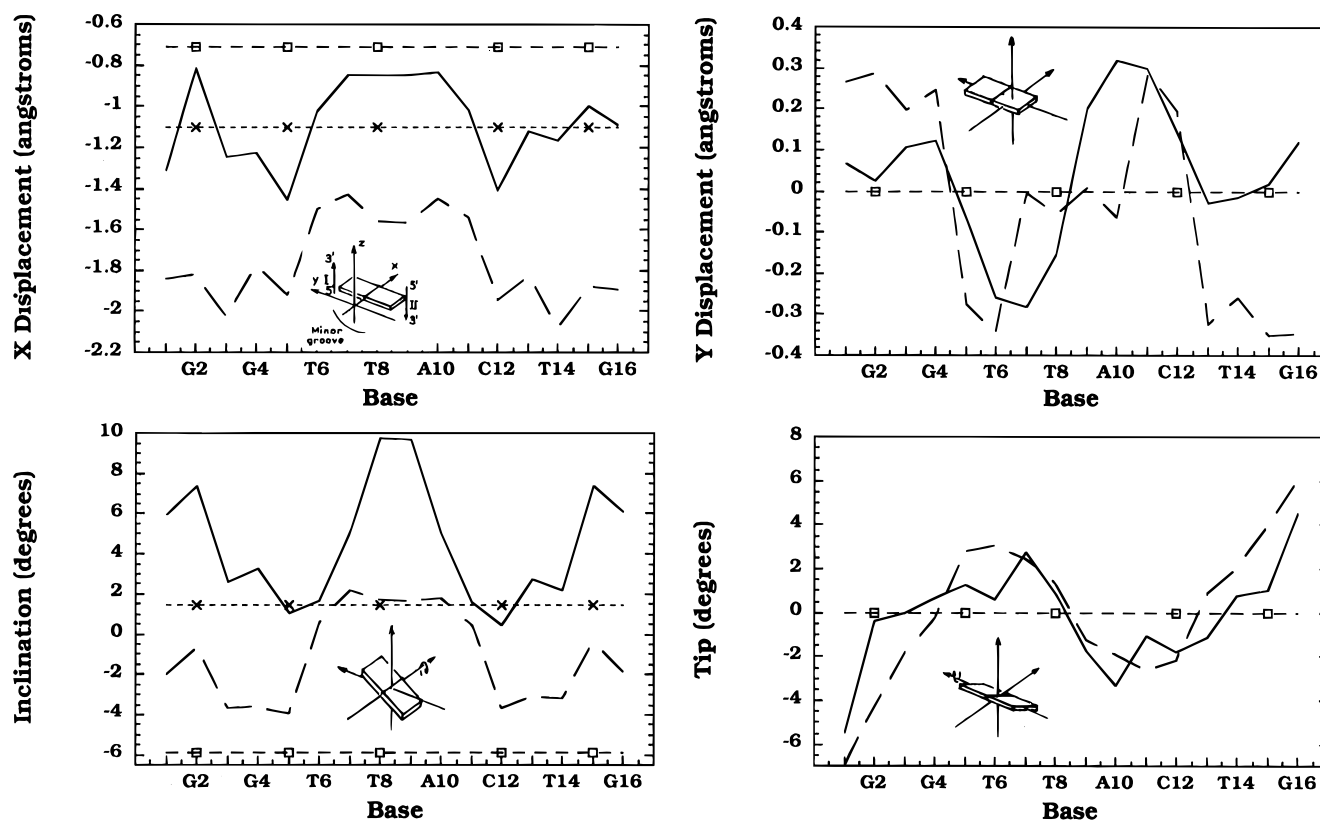 X Displacement (angstroms)
-0.6
-0.8
-1
-1.2
-1.4
-1.6
-1.8
-2
-2.2
z
3'
x
y I
5'
5'
II
3'
Minor
groove
G2 G4 T6 T8 A10 C12 T14 G16
Base
Y Displacement (angstroms)
0.4
0.3
0.2
0.1
0
-0.1
-0.2
-0.3
-0.4
G2 G4 T6 T8 A10 C12 T14 G16
Base
Inclination (degrees)
10
8
6
4
2
0
-2
-4
-6
G2 G4 T6 T8 A10 C12 T14 G16
Base
Tip (degrees)
8
6
4
2
0
-2
-4
-6
G2 G4 T6 T8 A10 C12 T14 G16
Base